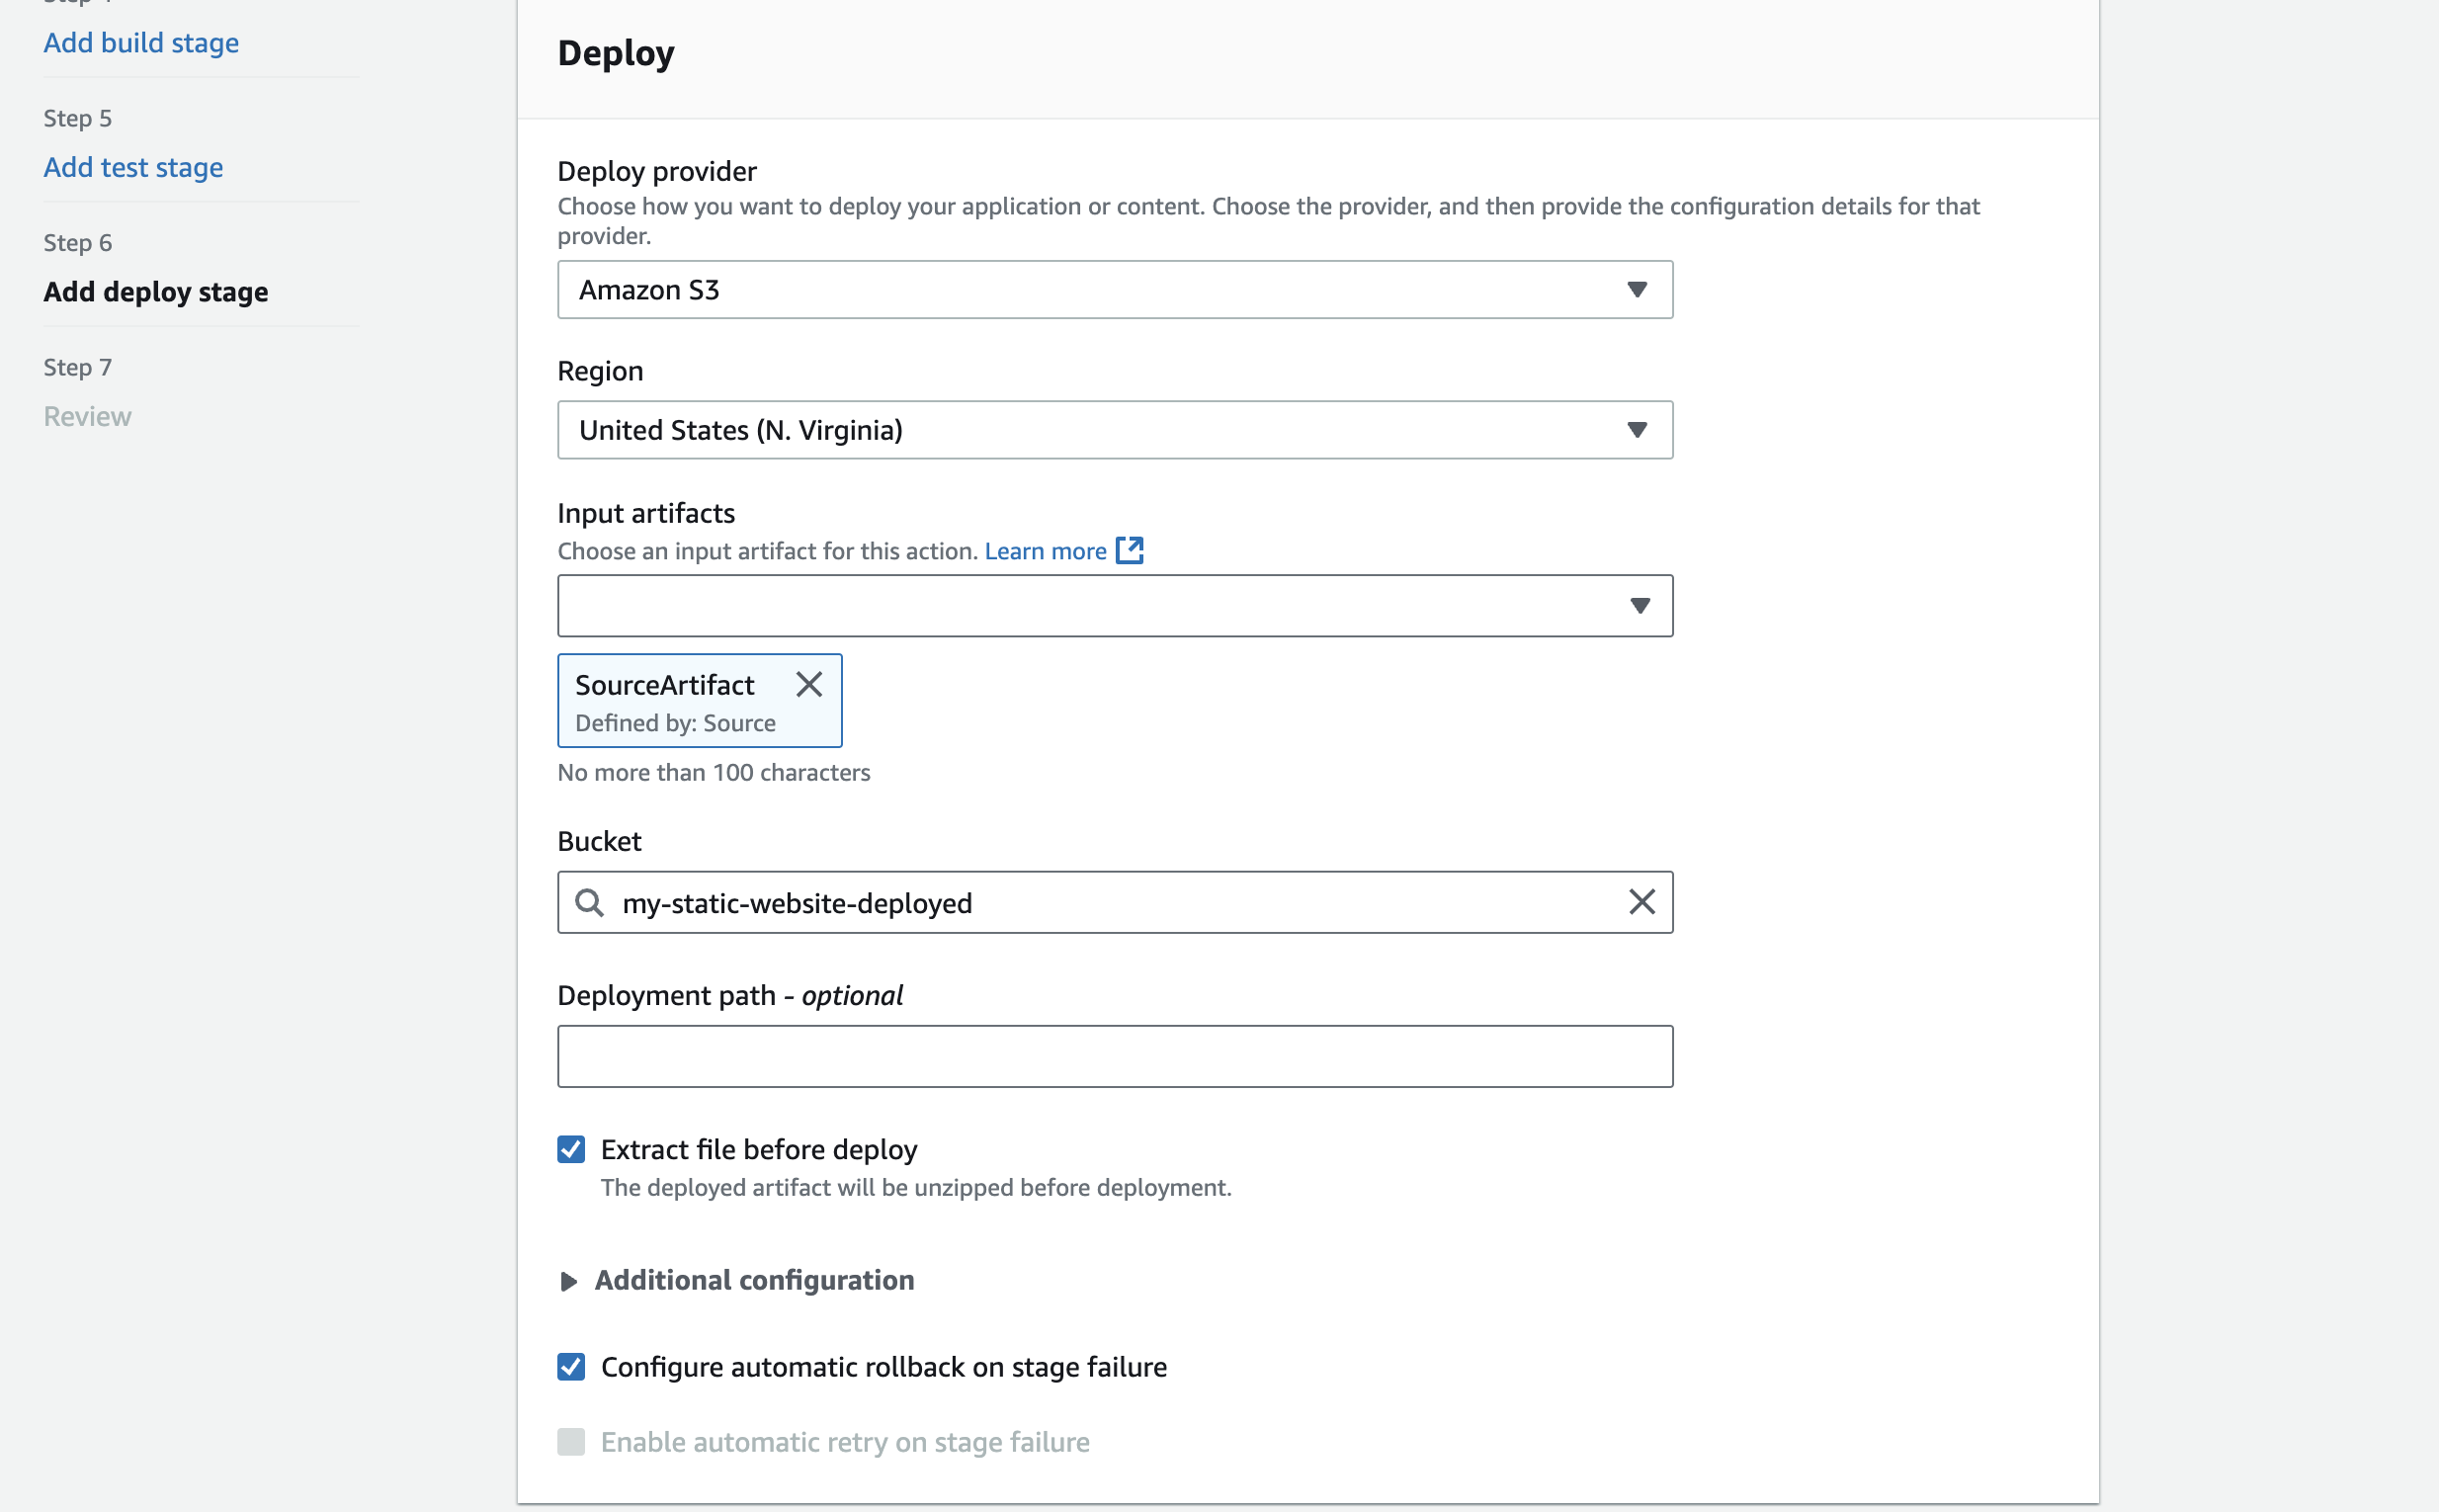 Add build stage
Step 5
Add test stage
Step 6
Add deploy stage
Step 7
Review
Deploy
Deploy provider
Choose how you want to deploy your application or content. Choose the provider, and then provide the configuration details for that
provider.
Amazon S3
Region
United States (N. Virginia)
Input artifacts
Choose an input artifact for this action. Learn more
SourceArtifact
Defined by: Source
No more than 100 characters
Bucket
my-static-website-deployed
Deployment path - optional
Extract file before deploy
The deployed artifact will be unzipped before deployment.
Additional configuration
Configure automatic rollback on stage failure
Enable automatic retry on stage failure